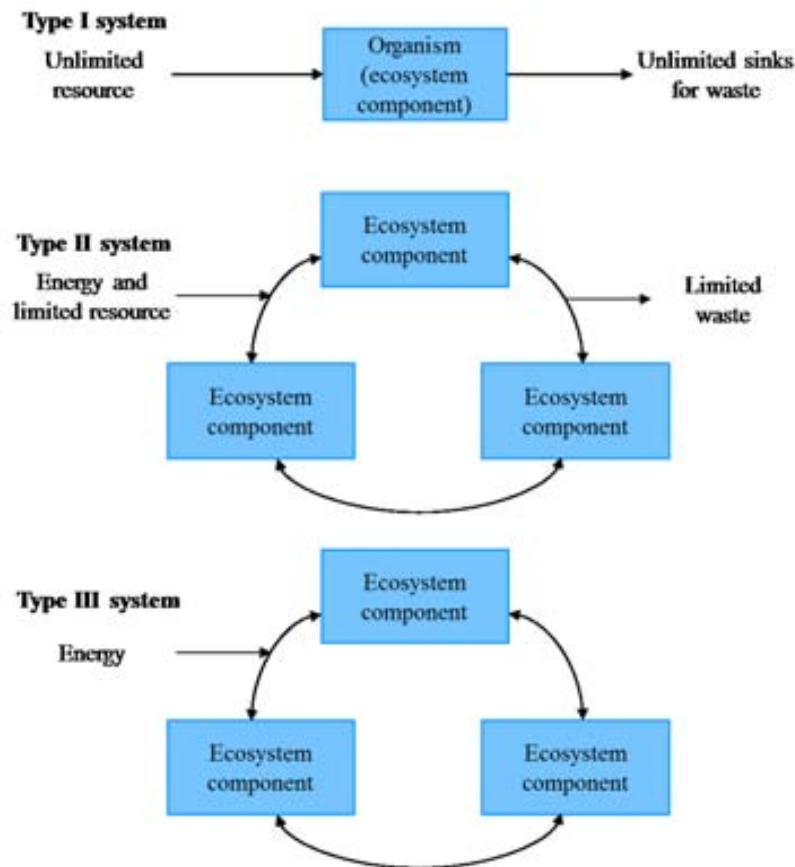 Type I system
Unlimited
resource
Organism
(ecosystem
component)
Unlimited sinks
for waste
Type II system
Energy and
limited resource
Ecosystem
component
Limited
waste
Ecosystem
component
Ecosystem
component
Type III system
Energy
Ecosystem
component
Ecosystem
component
Ecosystem
component